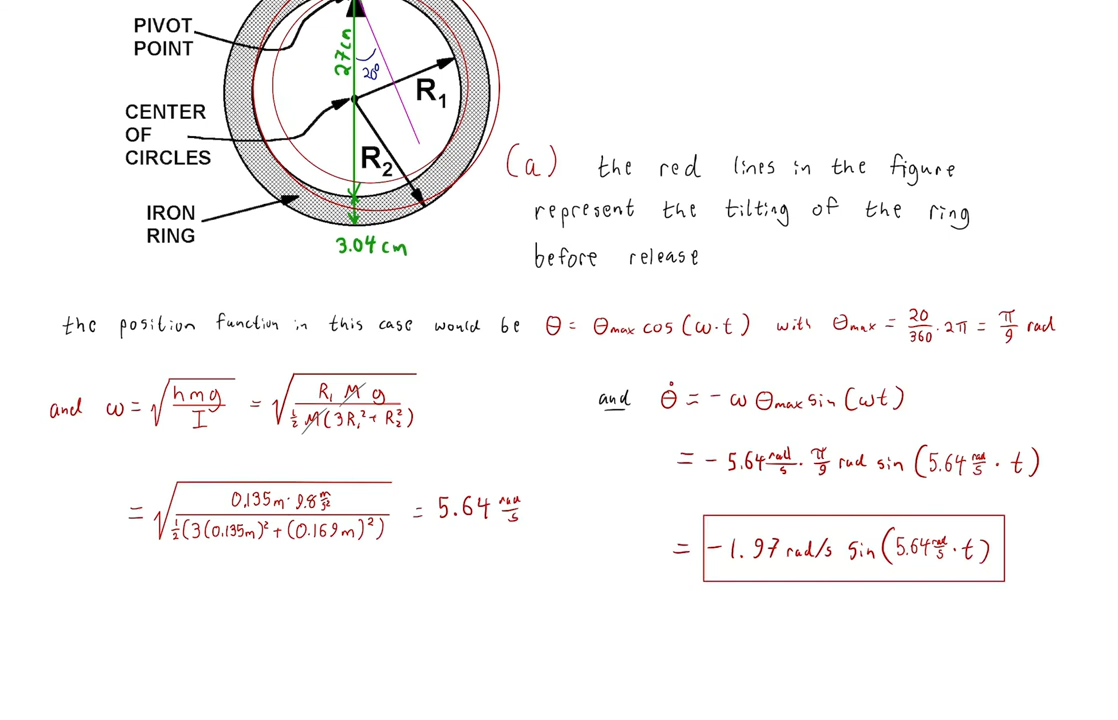 PIVOT
POINT
27cn
20°
R1
CENTER
OF
CIRCLES
R2
IRON
RING
3.04 cm
(a) the red lines in the figure
represent the tilting of the ring
before release
the position function in this case would be θ = θmax cos (ω·t) with θmax = 20/360 · 2π = π/9 rad
and ω = √(hmg/I) = √(R₁ M g / ½ M(3R₁² + R₂²))
and θ̇ = - ω θmax sin (ωt)
= - 5.64 rad/s · π/9 rad sin (5.64 rad/s · t)
= √(0.135m · 9.8 m/s² / ½(3(0.135m)² + (0.169m)²)) = 5.64 rad/s
= -1.97 rad/s sin (5.64 rad/s · t)